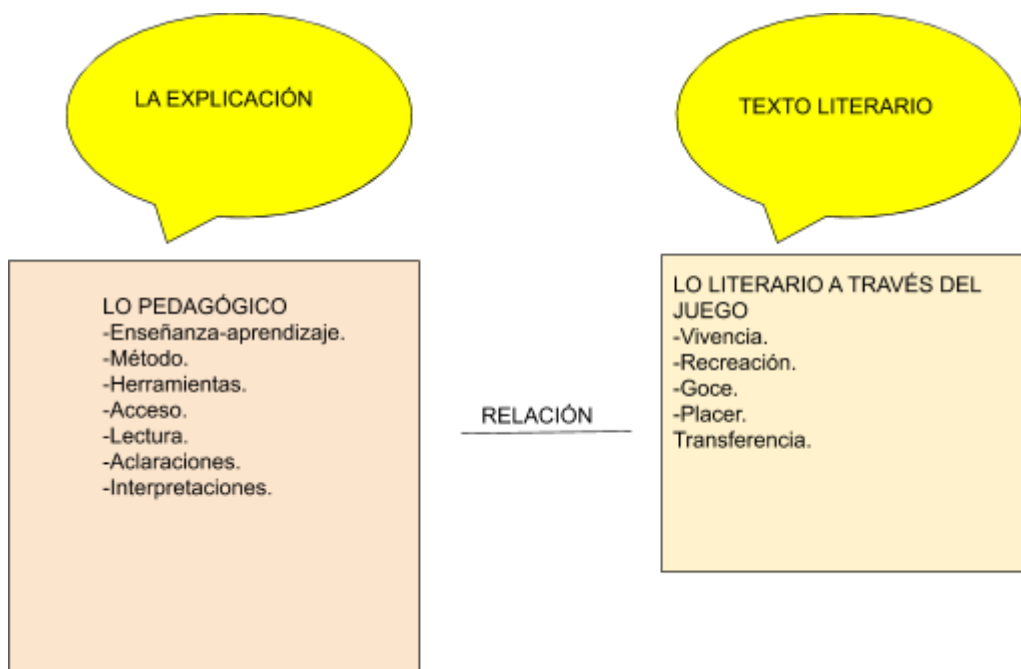 LA EXPLICACIÓN
TEXTO LITERARIO
LO PEDAGÓGICO
-Enseñanza-aprendizaje.
-Método.
-Herramientas.
-Acceso.
-Lectura.
-Aclaraciones.
-Interpretaciones.
RELACIÓN
LO LITERARIO A TRAVÉS DEL
JUEGO
-Vivencia.
-Recreación.
-Goce.
-Placer.
Transferencia.